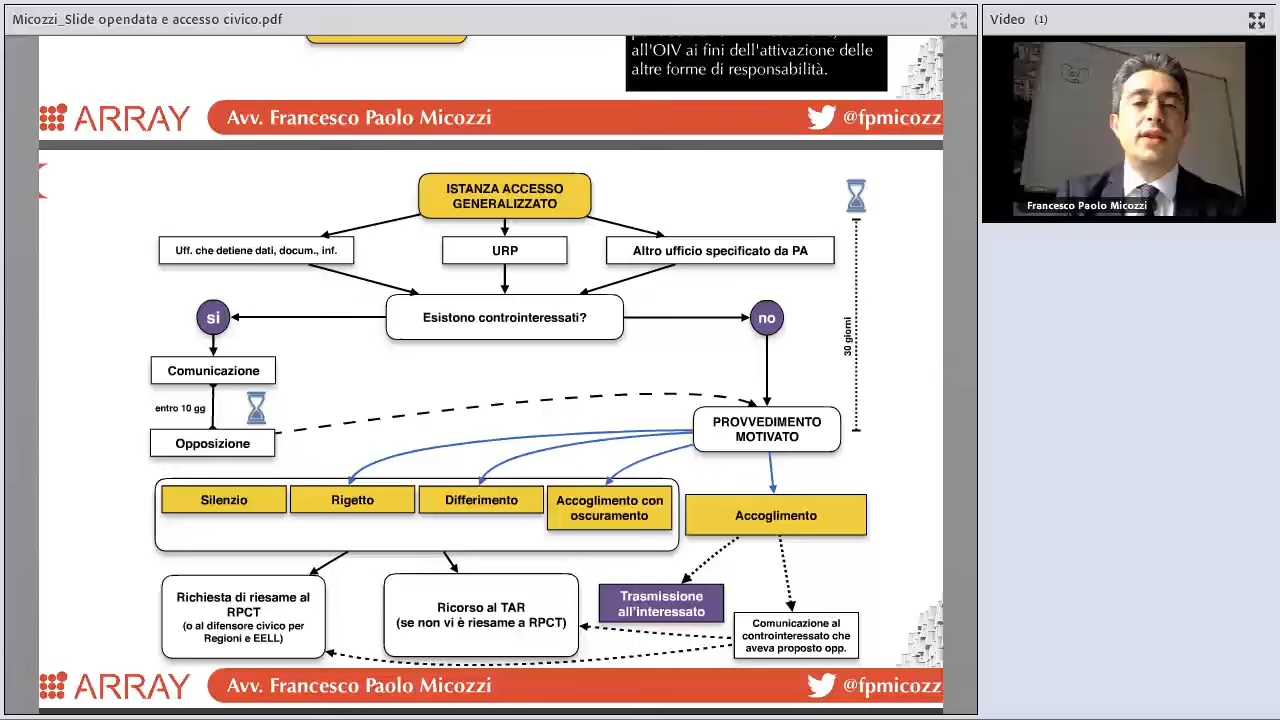 Micozzi_Slide opendata e accesso civico.pdf
Video (1)
all'OIV ai fini dell'attivazione delle
altre forme di responsabilità.
ARRAY
Avv. Francesco Paolo Micozzi
@fpmicozz
Francesco Paolo Micozzi
ISTANZA ACCESSO
GENERALIZZATO
Uff. che detiene dati, docum., inf.
URP
Altro ufficio specificato da PA
si
Esistono controinteressati?
no
30 giorni
Comunicazione
entro 10 gg
Opposizione
PROVVEDIMENTO
MOTIVATO
Silenzio
Rigetto
Differimento
Accoglimento con
oscuramento
Accoglimento
Richiesta di riesame al
RPCT
(o al difensore civico per
Regioni e EELL)
Ricorso al TAR
(se non vi è riesame a RPCT)
Trasmissione
all'interessato
Comunicazione al
controinteressato che
aveva proposto opp.
ARRAY
Avv. Francesco Paolo Micozzi
@fpmicozz